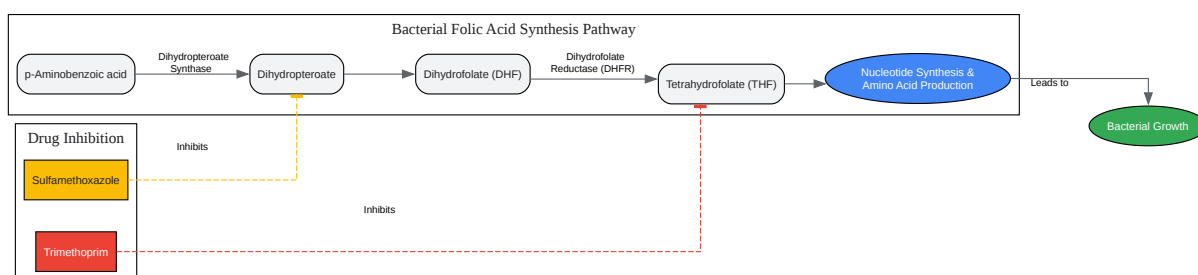 Bacterial Folic Acid Synthesis Pathway
p-Aminobenzoic acid
Dihydropteroate
Synthase
Dihydropteroate
Dihydrofolate (DHF)
Dihydrofolate
Reductase (DHFR)
Tetrahydrofolate (THF)
Nucleotide Synthesis &
Amino Acid Production
Leads to
Bacterial Growth
Drug Inhibition
Sulfamethoxazole
Inhibits
Trimethoprim
Inhibits